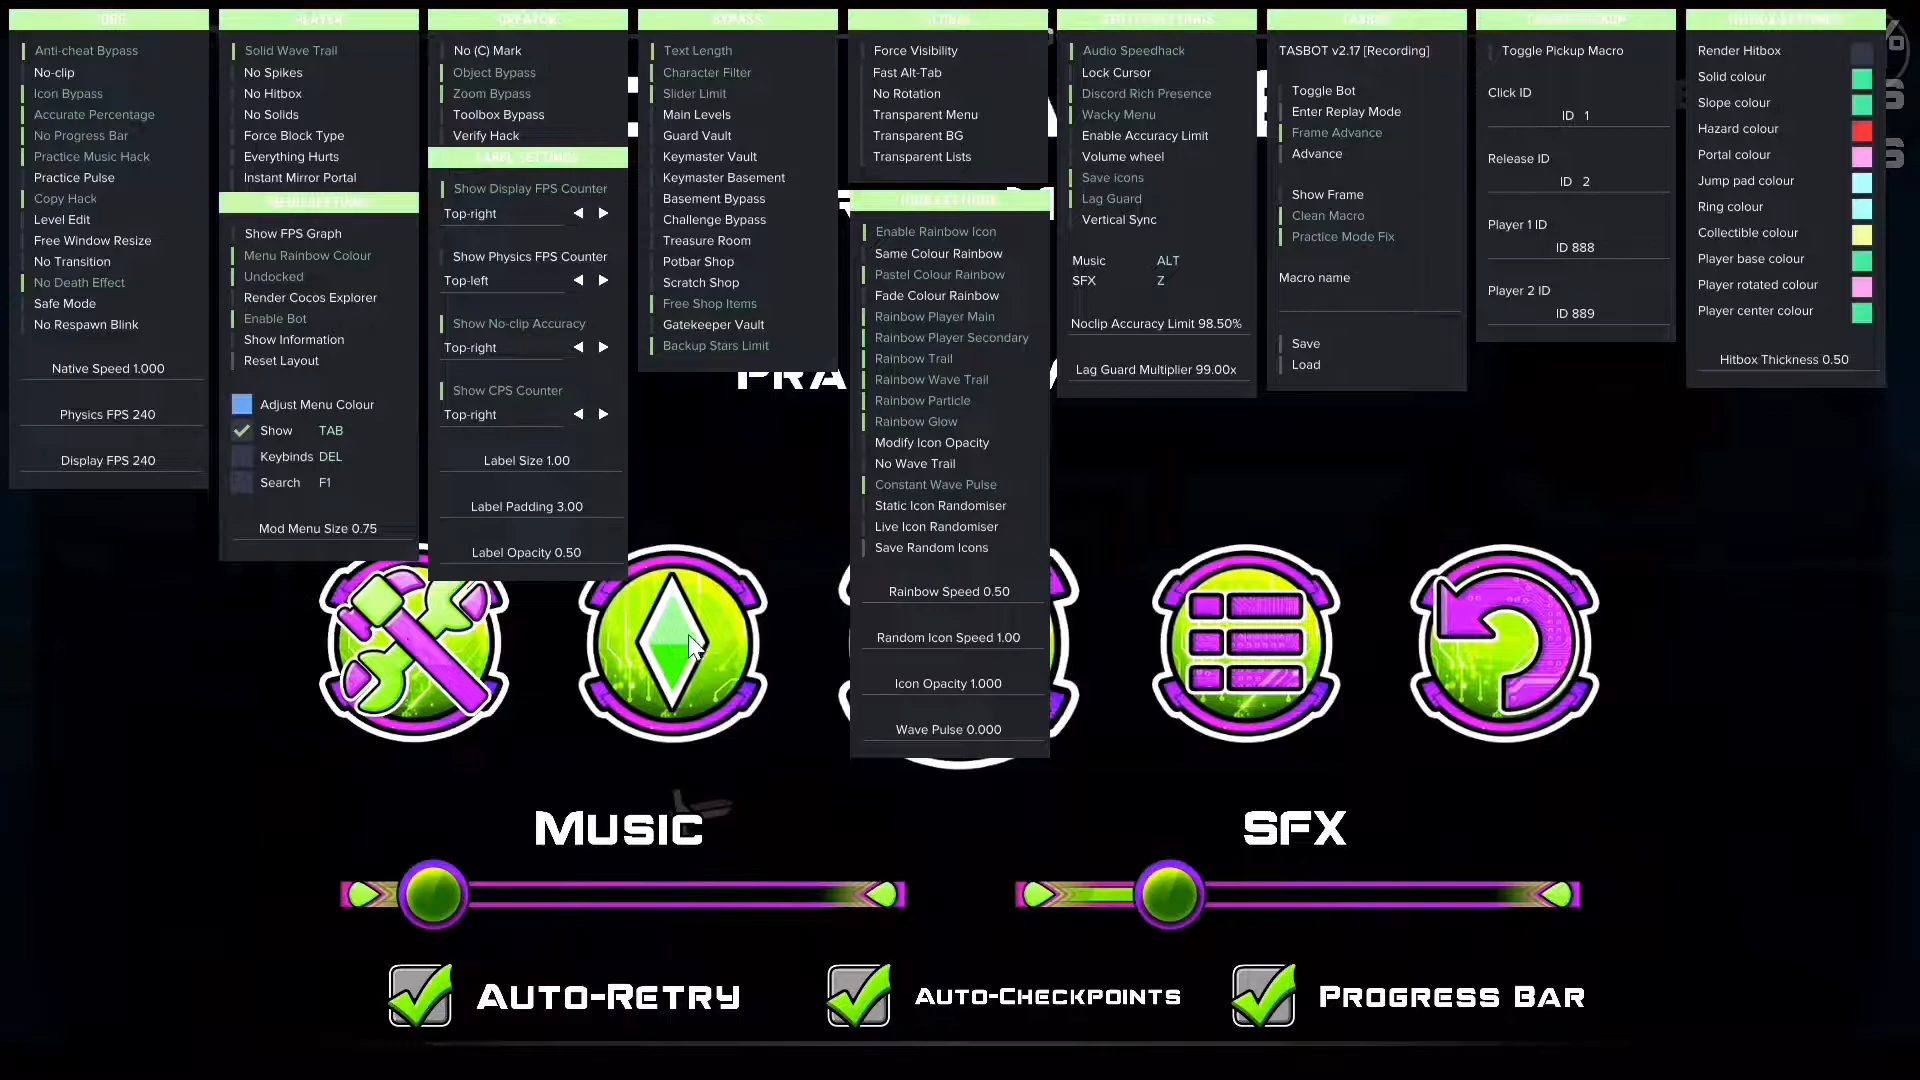 CORE
PLAYER
CREATOR
BYPASS
GLOBAL
Anti-cheat Bypass
No-clip
Icon Bypass
Accurate Percentage
No Progress Bar
Practice Music Hack
Practice Pulse
Copy Hack
Level Edit
Free Window Resize
No Transition
No Death Effect
Safe Mode
No Respawn Blink
Native Speed 1.000
Physics FPS 240
Display FPS 240
Solid Wave Trail
No Spikes
No Hitbox
No Solids
Force Block Type
Everything Hurts
Instant Mirror Portal
Show FPS Graph
Menu Rainbow Colour
Undocked
Render Cocos Explorer
Enable Bot
Show Information
Reset Layout
Adjust Menu Colour
Show TAB
Keybinds DEL
Search F1
Mod Menu Size 0.75
No (C) Mark
Object Bypass
Zoom Bypass
Toolbox Bypass
Verify Hack
LABEL SETTINGS
Show Display FPS Counter
Top-right
Show Physics FPS Counter
Top-left
Show No-clip Accuracy
Top-right
Show CPS Counter
Top-right
Label Size 1.00
Label Padding 3.00
Label Opacity 0.50
Text Length
Character Filter
Slider Limit
Main Levels
Guard Vault
Keymaster Vault
Keymaster Basement
Basement Bypass
Challenge Bypass
Treasure Room
Potbar Shop
Scratch Shop
Free Shop Items
Gatekeeper Vault
Backup Stars Limit
Force Visibility
Fast Alt-Tab
No Rotation
Transparent Menu
Transparent BG
Transparent Lists
Enable Rainbow Icon
Same Colour Rainbow
Pastel Colour Rainbow
Fade Colour Rainbow
Rainbow Player Main
Rainbow Player Secondary
Rainbow Trail
Rainbow Wave Trail
Rainbow Particle
Rainbow Glow
Modify Icon Opacity
No Wave Trail
Constant Wave Pulse
Static Icon Randomiser
Live Icon Randomiser
Save Random Icons
Rainbow Speed 0.50
Random Icon Speed 1.00
Icon Opacity 1.000
Wave Pulse 0.000
Audio Speedhack
Lock Cursor
Discord Rich Presence
Wacky Menu
Enable Accuracy Limit
Volume wheel
Save icons
Lag Guard
Vertical Sync
Music ALT
SFX Z
Noclip Accuracy Limit 98.50%
Lag Guard Multiplier 99.00x
TASBOT
TASBOT v2.17 [Recording]
Toggle Bot
Enter Replay Mode
Frame Advance
Advance
Show Frame
Clean Macro
Practice Mode Fix
Macro name
Save
Load
Toggle Pickup Macro
Click ID
ID 1
Release ID
ID 2
Player 1 ID
ID 888
Player 2 ID
ID 889
Render Hitbox
Solid colour
Slope colour
Hazard colour
Portal colour
Jump pad colour
Ring colour
Collectible colour
Player base colour
Player rotated colour
Player center colour
Hitbox Thickness 0.50
PRA
MUSIC
SFX
AUTO-RETRY
AUTO-CHECKPOINTS
PROGRESS BAR